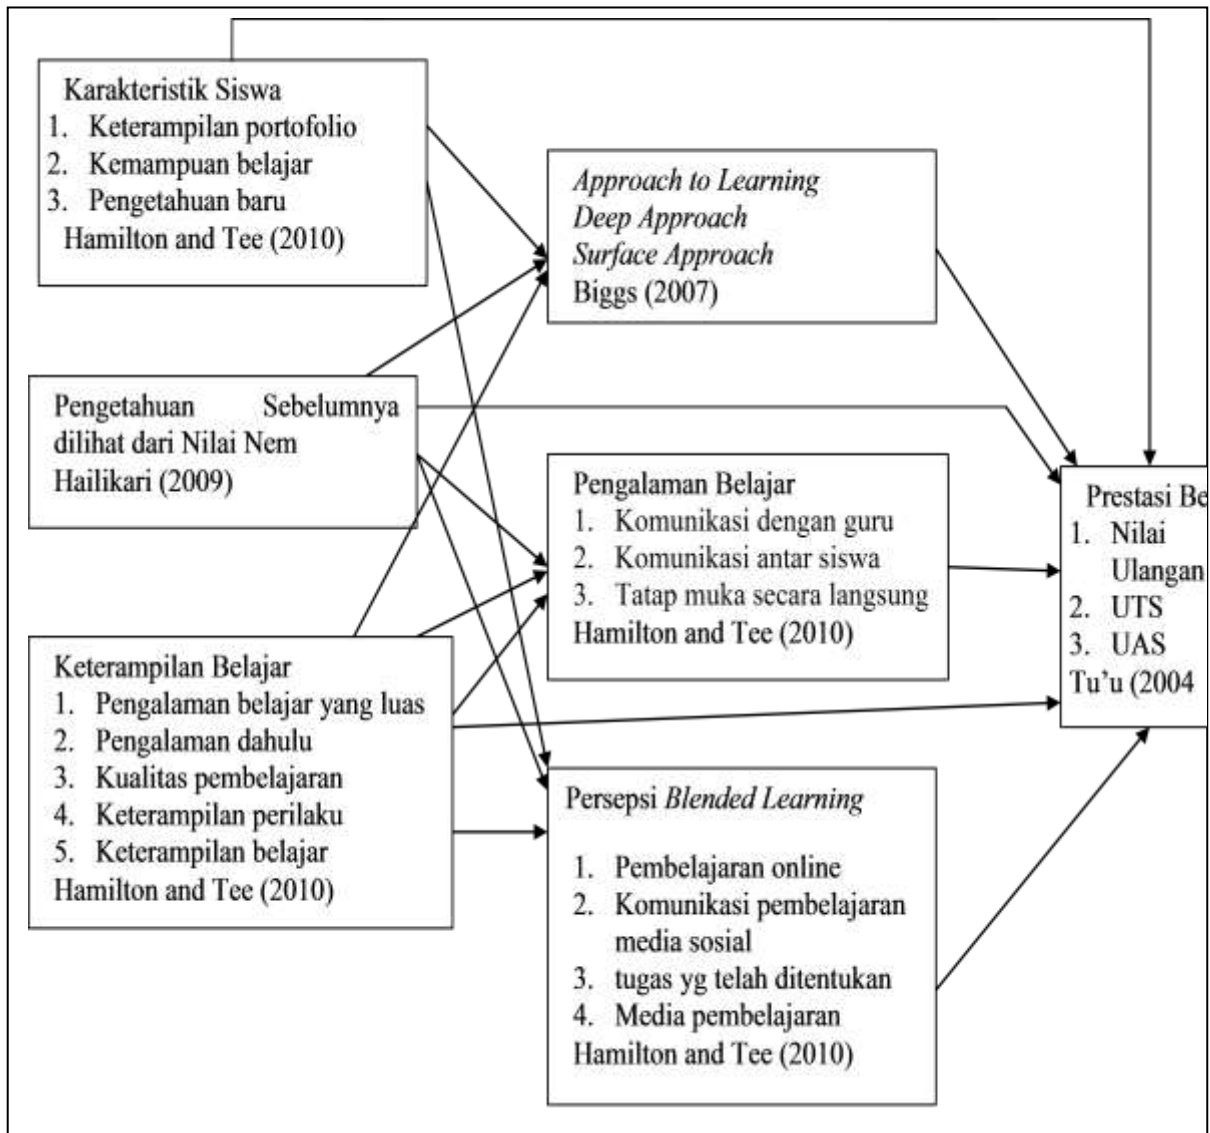 Karakteristik Siswa
1. Keterampilan portofolio
2. Kemampuan belajar
3. Pengetahuan baru
Hamilton and Tee (2010)
Approach to Learning
Deep Approach
Surface Approach
Biggs (2007)
Pengetahuan Sebelumnya
dilihat dari Nilai Nem
Hailikari (2009)
Pengalaman Belajar
1. Komunikasi dengan guru
2. Komunikasi antar siswa
3. Tatap muka secara langsung
Hamilton and Tee (2010)
Prestasi Be
1. Nilai
Ulangan
2. UTS
3. UAS
Tu’u (2004
Keterampilan Belajar
1. Pengalaman belajar yang luas
2. Pengalaman dahulu
3. Kualitas pembelajaran
4. Keterampilan perilaku
5. Keterampilan belajar
Hamilton and Tee (2010)
Persepsi Blended Learning
1. Pembelajaran online
2. Komunikasi pembelajaran
media sosial
3. tugas yg telah ditentukan
4. Media pembelajaran
Hamilton and Tee (2010)